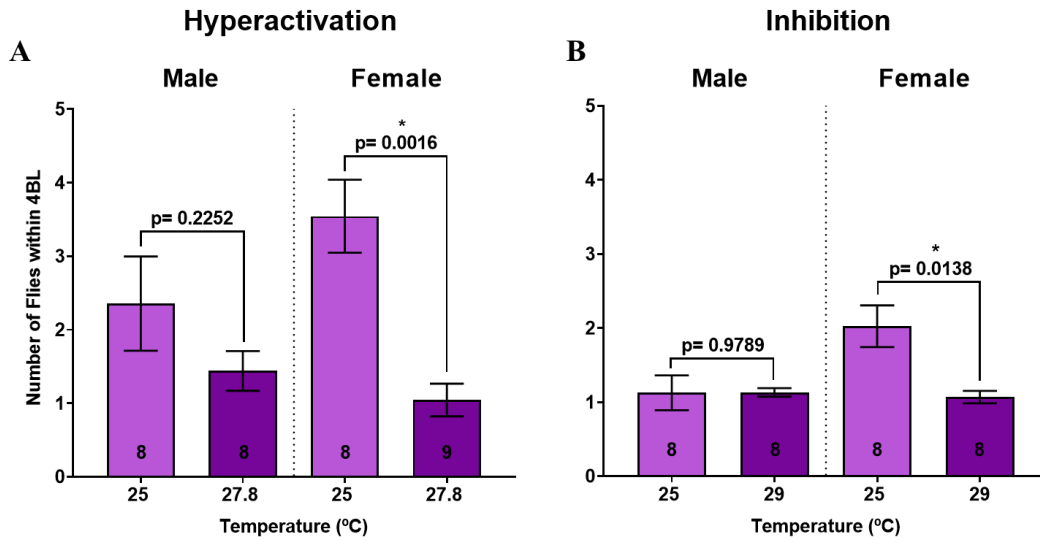 Hyperactivation
A
Male Female
Number of Flies within 4BL
5
4
3
2
1
0
p= 0.2252
*
p= 0.0016
8 8 8 9
25 27.8 25 27.8
Temperature (ºC)
Inhibition
B
Male Female
5
4
3
2
1
0
p= 0.9789
*
p= 0.0138
8 8 8 8
25 29 25 29
Temperature (ºC)